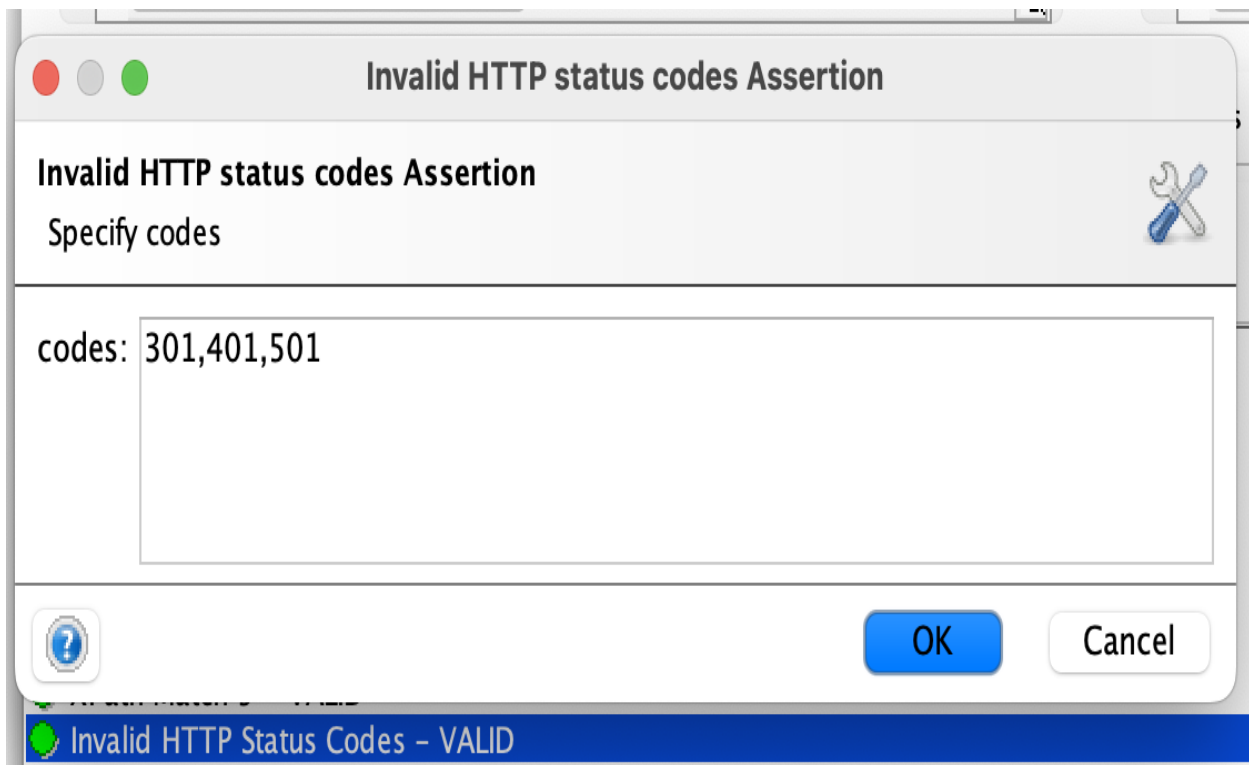 Invalid HTTP status codes Assertion
Invalid HTTP status codes Assertion
Specify codes
codes: 301,401,501
OK Cancel
Invalid HTTP Status Codes – VALID